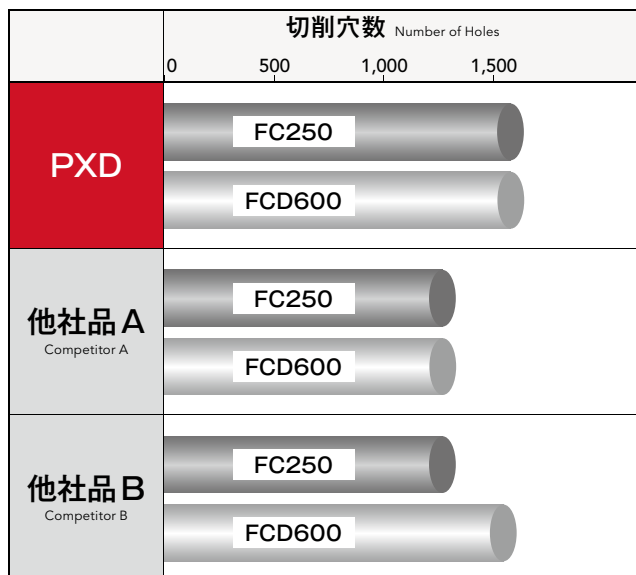 切削穴数 Number of Holes
0 500 1,000 1,500
PXD
FC250
FCD600
他社品A
Competitor A
FC250
FCD600
他社品B
Competitor B
FC250
FCD600